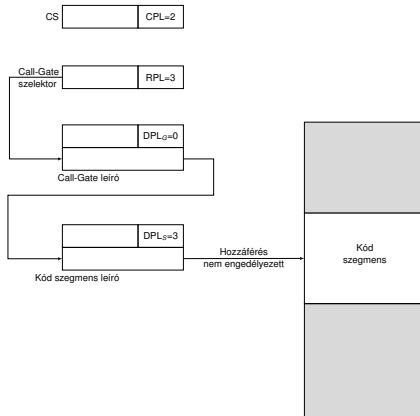 CS
CPL=2
Call-Gate
szelektor
RPL=3
DPL_G=0
Call-Gate leíró
DPL_S=3
Kód szegmens leíró
Hozzáférés
nem engedélyezett
Kód
szegmens